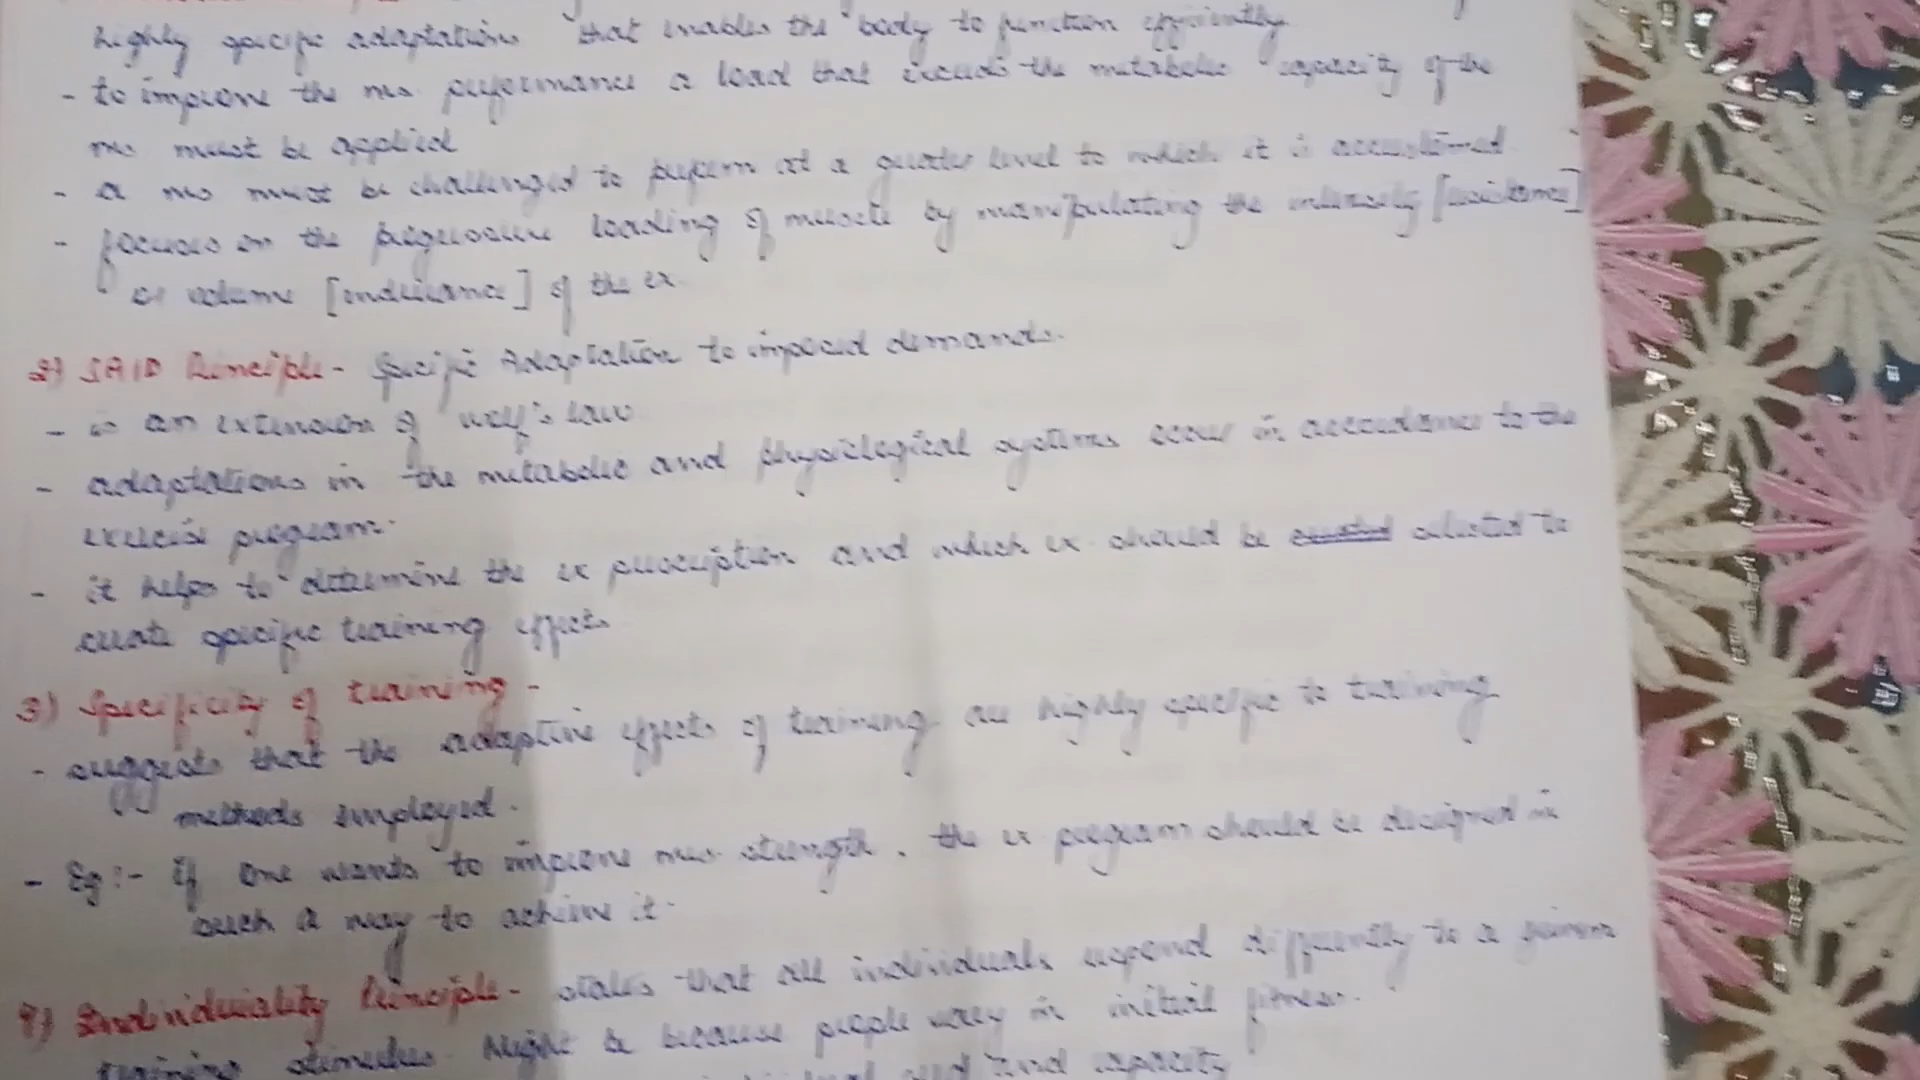 highly specific adaptations that enables the body to function efficiently
- to improve the ms. performance a load that exceeds the metabolic capacity of the
ms must be applied
- a ms must be challenged to perform at a greater level to which it is accustomed
- focuses on the progressive loading of muscle by manipulating the intensity [resistance]
or volume [endurance] of the ex.
2) SAID Principle - Specific Adaptation to imposed demands.
- is an extension of law
- adaptations in the metabolic and physiological systems occur in accordance to the
exercise program.
- it helps to determine the ex prescription and which ex. should be selected to
create specific training effects
3) Specificity of training -
- suggests that the adaptive effects of training are highly specific to training
methods employed.
- Eg:- if one wants to improve mus. strength, the ex program should be designed in
such a way to achieve it.
4) Individuality Principle - states that all individuals respond differently to a given
training stimulus. Might be because people vary in initial fitness.
and capacity